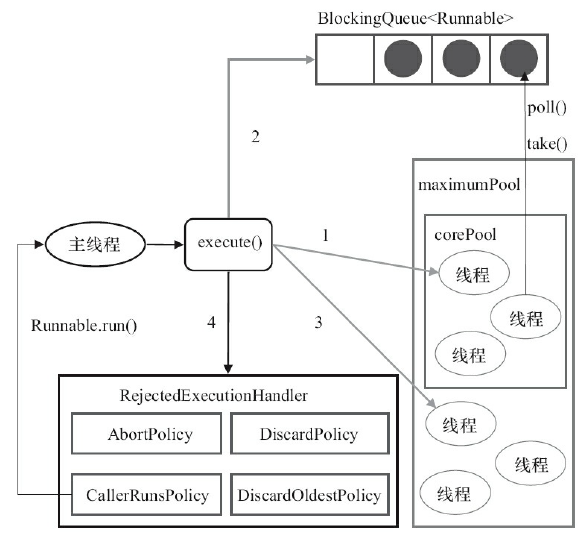 BlockingQueue<Runnable>
poll()
2
take()
maximumPool
corePool
主线程
execute()
1
线程
线程
Runnable.run()
4
3
线程
RejectedExecutionHandler
AbortPolicy
DiscardPolicy
线程
线程
CallerRunsPolicy
DiscardOldestPolicy
线程